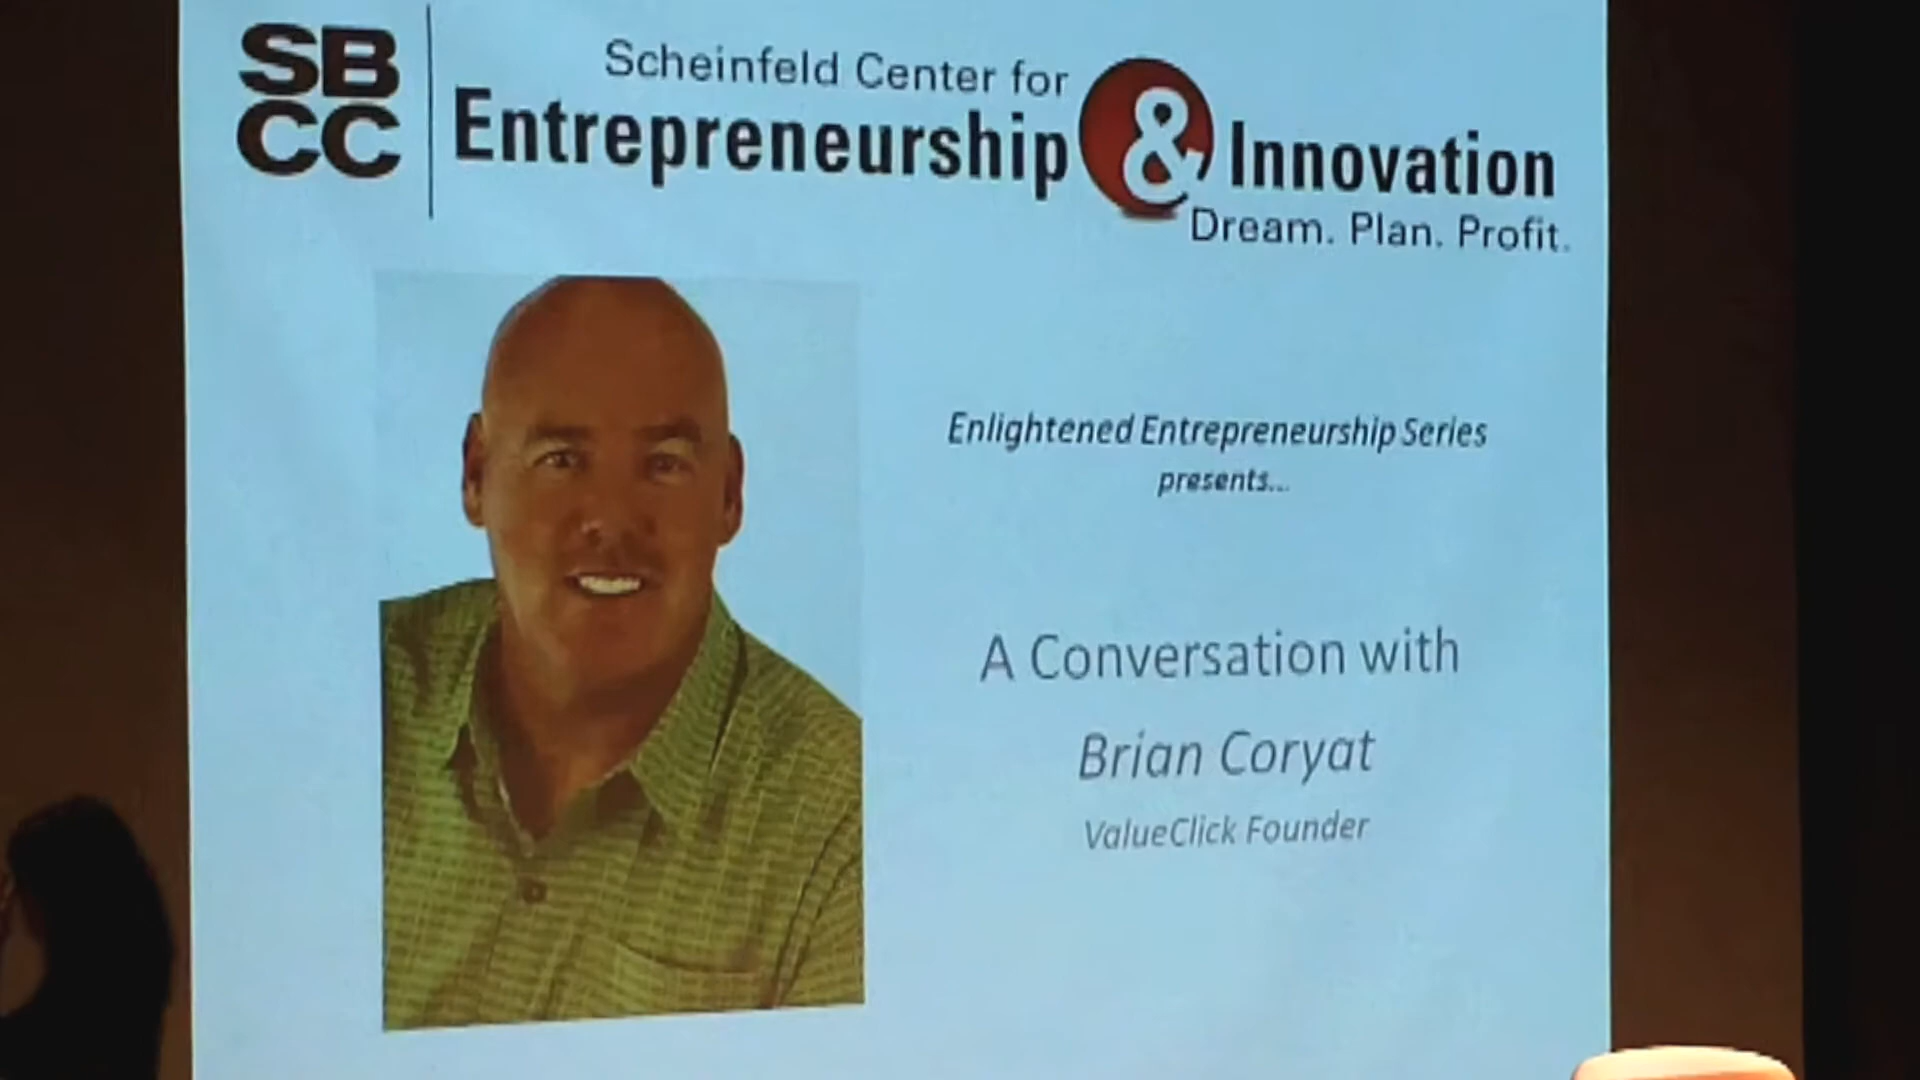 SB
CC
Scheinfeld Center for
Entrepreneurship & Innovation
Dream. Plan. Profit.
Enlightened Entrepreneurship Series
presents...
A Conversation with
Brian Coryat
ValueClick Founder